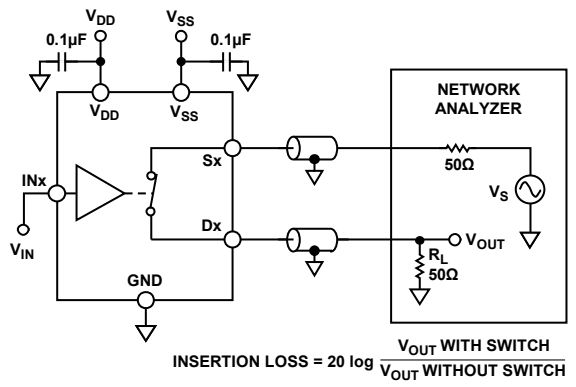 VDD
VSS
0.1µF
0.1µF
VDD
VSS
NETWORK
ANALYZER
Sx
50Ω
VS
INx
Dx
VOUT
VIN
RL
50Ω
GND
INSERTION LOSS = 20 log VOUT WITH SWITCH
VOUT WITHOUT SWITCH